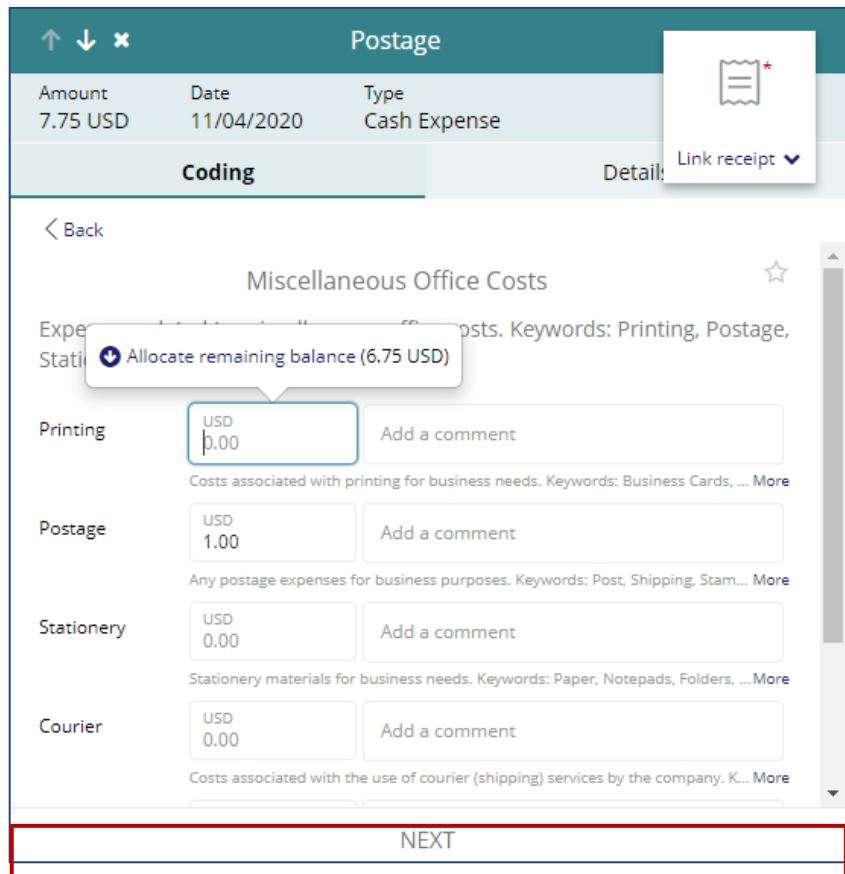 Postage
*
Amount Date Type
7.75 USD 11/04/2020 Cash Expense
Link receipt
Coding
Back
Miscellaneous Office Costs
costs. Keywords: Printing, Postage,
Allocate remaining balance (6.75 USD)
Printing
USD
0.00
Add a comment
Costs associated with printing for business needs. Keywords: Business Cards, ... More
Postage
USD
1.00
Add a comment
Any postage expenses for business purposes. Keywords: Post, Shipping, Stam... More
Stationery
USD
0.00
Add a comment
Stationery materials for business needs. Keywords: Paper, Notepads, Folders, ...More
Courier
USD
0.00
Add a comment
Costs associated with the use of courier (shipping) services by the company. K... More
NEXT